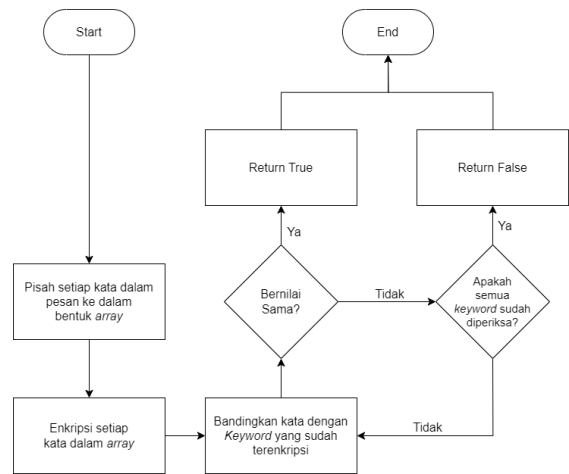 Start
End
Return True
Return False
Ya
Ya
Pisah setiap kata dalam
pesan ke dalam
bentuk array
Bernilai
Sama?
Tidak
Apakah
semua
keyword sudah
diperiksa?
Enkripsi setiap
kata dalam array
Bandingkan kata dengan
Keyword yang sudah
terenkripsi
Tidak